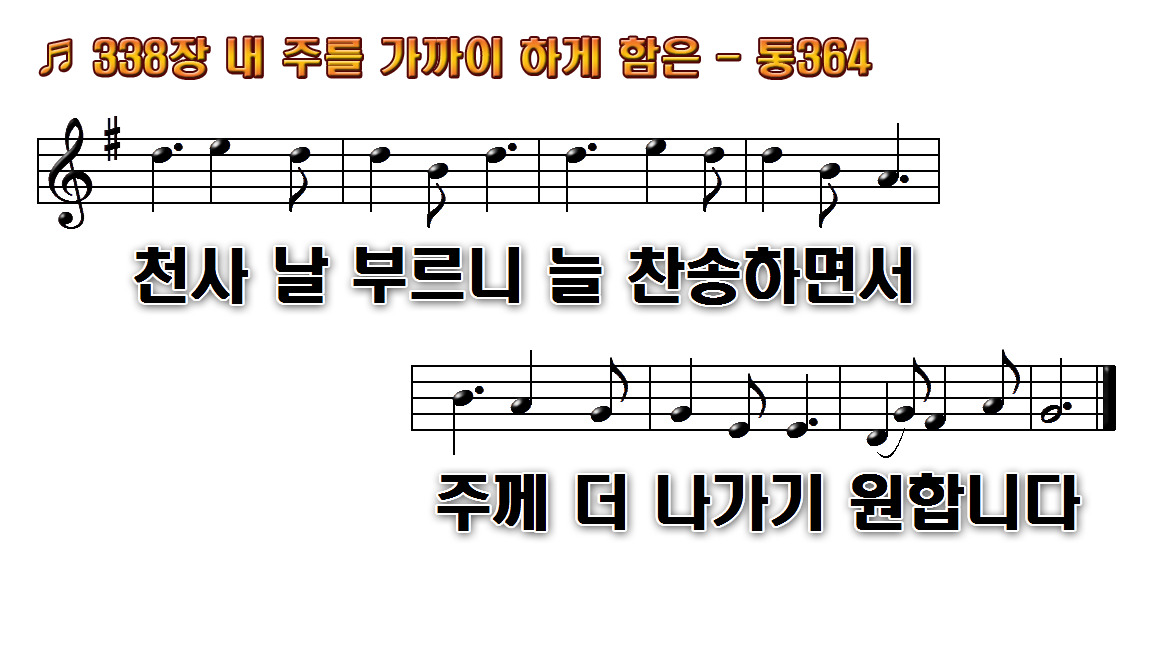 338장 내 주를 가까이 하게 함은 - 통364
천사 날 부르니 늘 찬송하면서
주께 더 나가기 원합니다